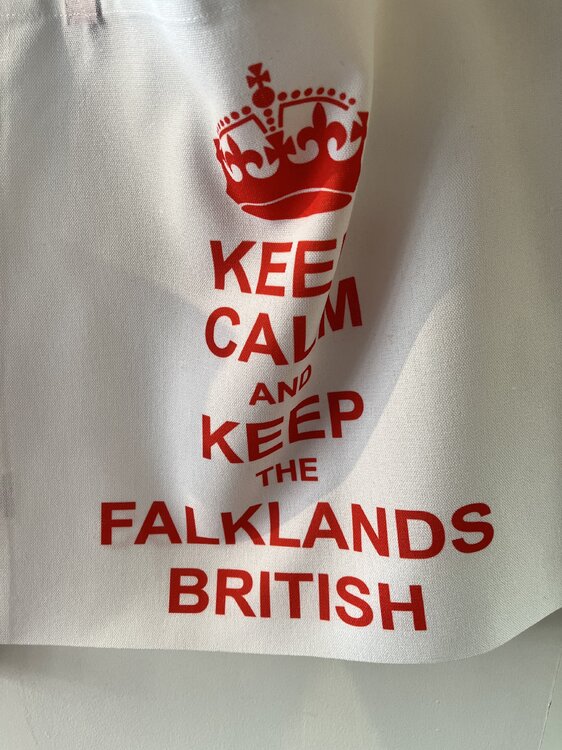 KEEP
CALM
AND
KEEP
THE
FALKLANDS
BRITISH